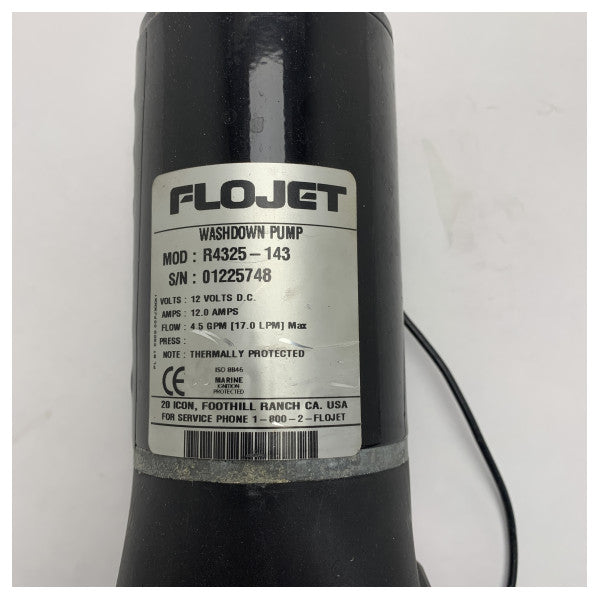 FLOJET
WASHDOWN PUMP
MOD : R4325-143
S/N : 01225748
VOLTS : 12 VOLTS D.C.
AMPS : 12.0 AMPS
FLOW : 4.5 GPM [17.0 LPM] Max
PRESS :
NOTE : THERMALLY PROTECTED
CE
ISO 8846
MARINE
IGNITION
PROTECTED
20 ICON, FOOTHILL RANCH CA. USA
FOR SERVICE PHONE 1-800-2-FLOJET